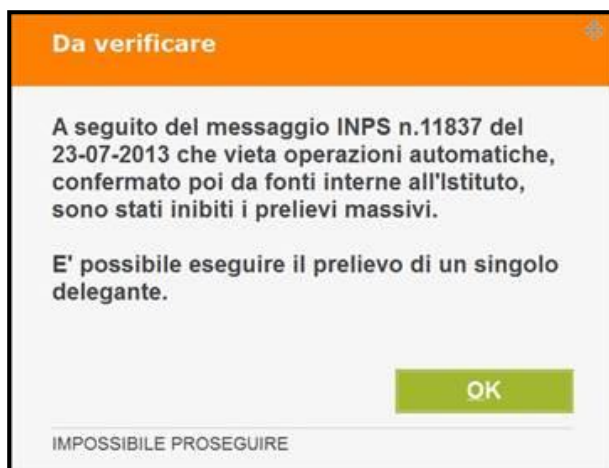 Da verificare
A seguito del messaggio INPS n.11837 del
23-07-2013 che vieta operazioni automatiche,
confermato poi da fonti interne all'Istituto,
sono stati inibiti i prelievi massivi.
E' possibile eseguire il prelievo di un singolo
delegante.
OK
IMPOSSIBILE PROSEGUIRE